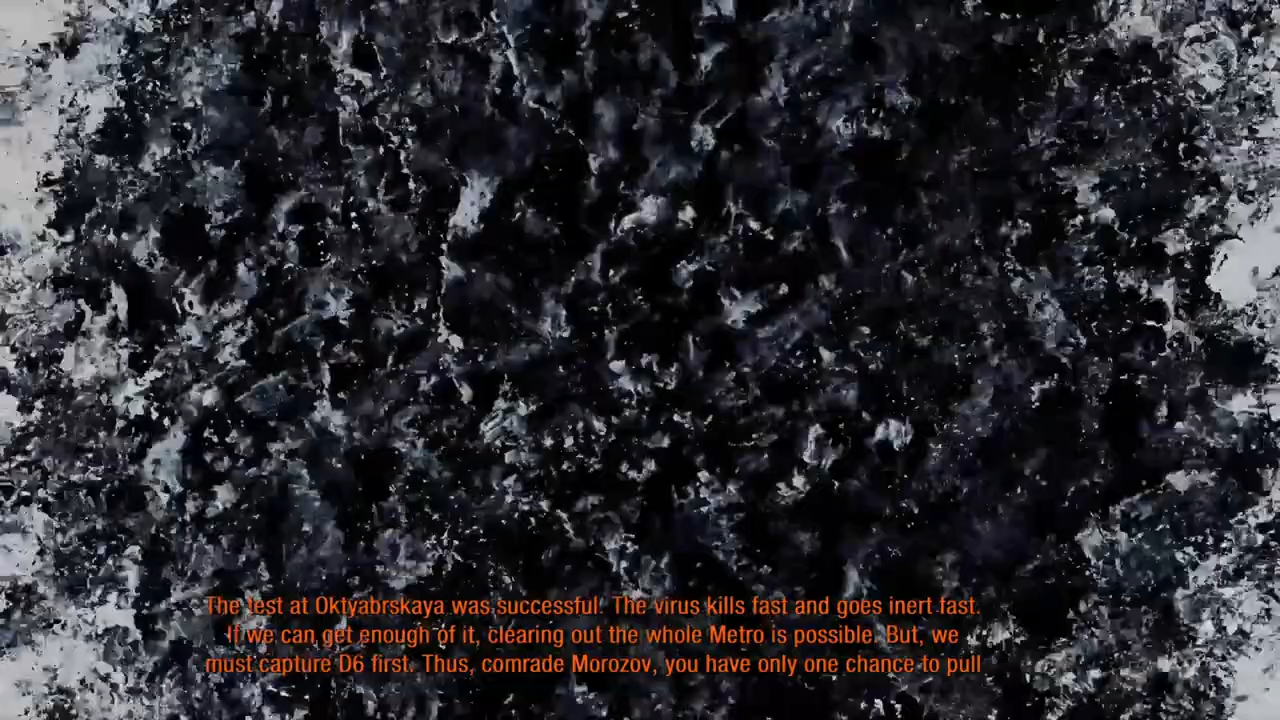 The test at Oktyabrskaya was successful. The virus kills fast and goes inert fast.
If we can get enough of it, clearing out the whole Metro is possible. But, we
must capture D6 first. Thus, comrade Morozov, you have only one chance to pull